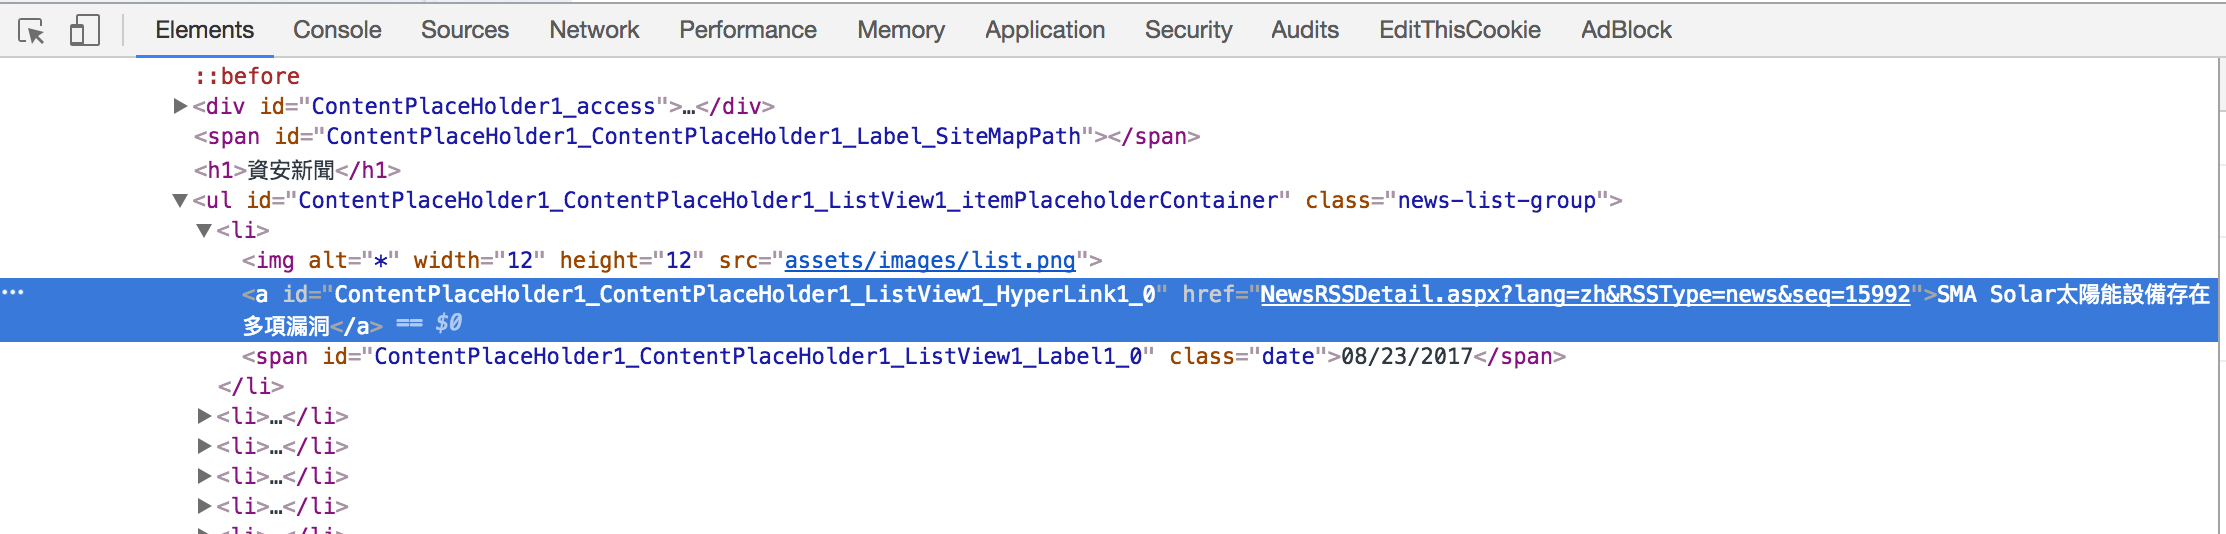 Elements Console Sources Network Performance Memory Application Security Audits EditThisCookie AdBlock
::before
<div id="ContentPlaceHolder1_access">…</div>
<span id="ContentPlaceHolder1_ContentPlaceHolder1_Label_SiteMapPath"></span>
<h1>資安新聞</h1>
<ul id="ContentPlaceHolder1_ContentPlaceHolder1_ListView1_itemPlaceholderContainer" class="news-list-group">
<li>
<img alt="*" width="12" height="12" src="assets/images/list.png">
<a id="ContentPlaceHolder1_ContentPlaceHolder1_ListView1_HyperLink1_0" href="NewsRSSDetail.aspx?lang=zh&RSSType=news&seq=15992">SMA Solar太陽能設備存在
多項漏洞</a> == $0
<span id="ContentPlaceHolder1_ContentPlaceHolder1_ListView1_Label1_0" class="date">08/23/2017</span>
</li>
<li>…</li>
<li>…</li>
<li>…</li>
<li>…</li>
<li>…</li>